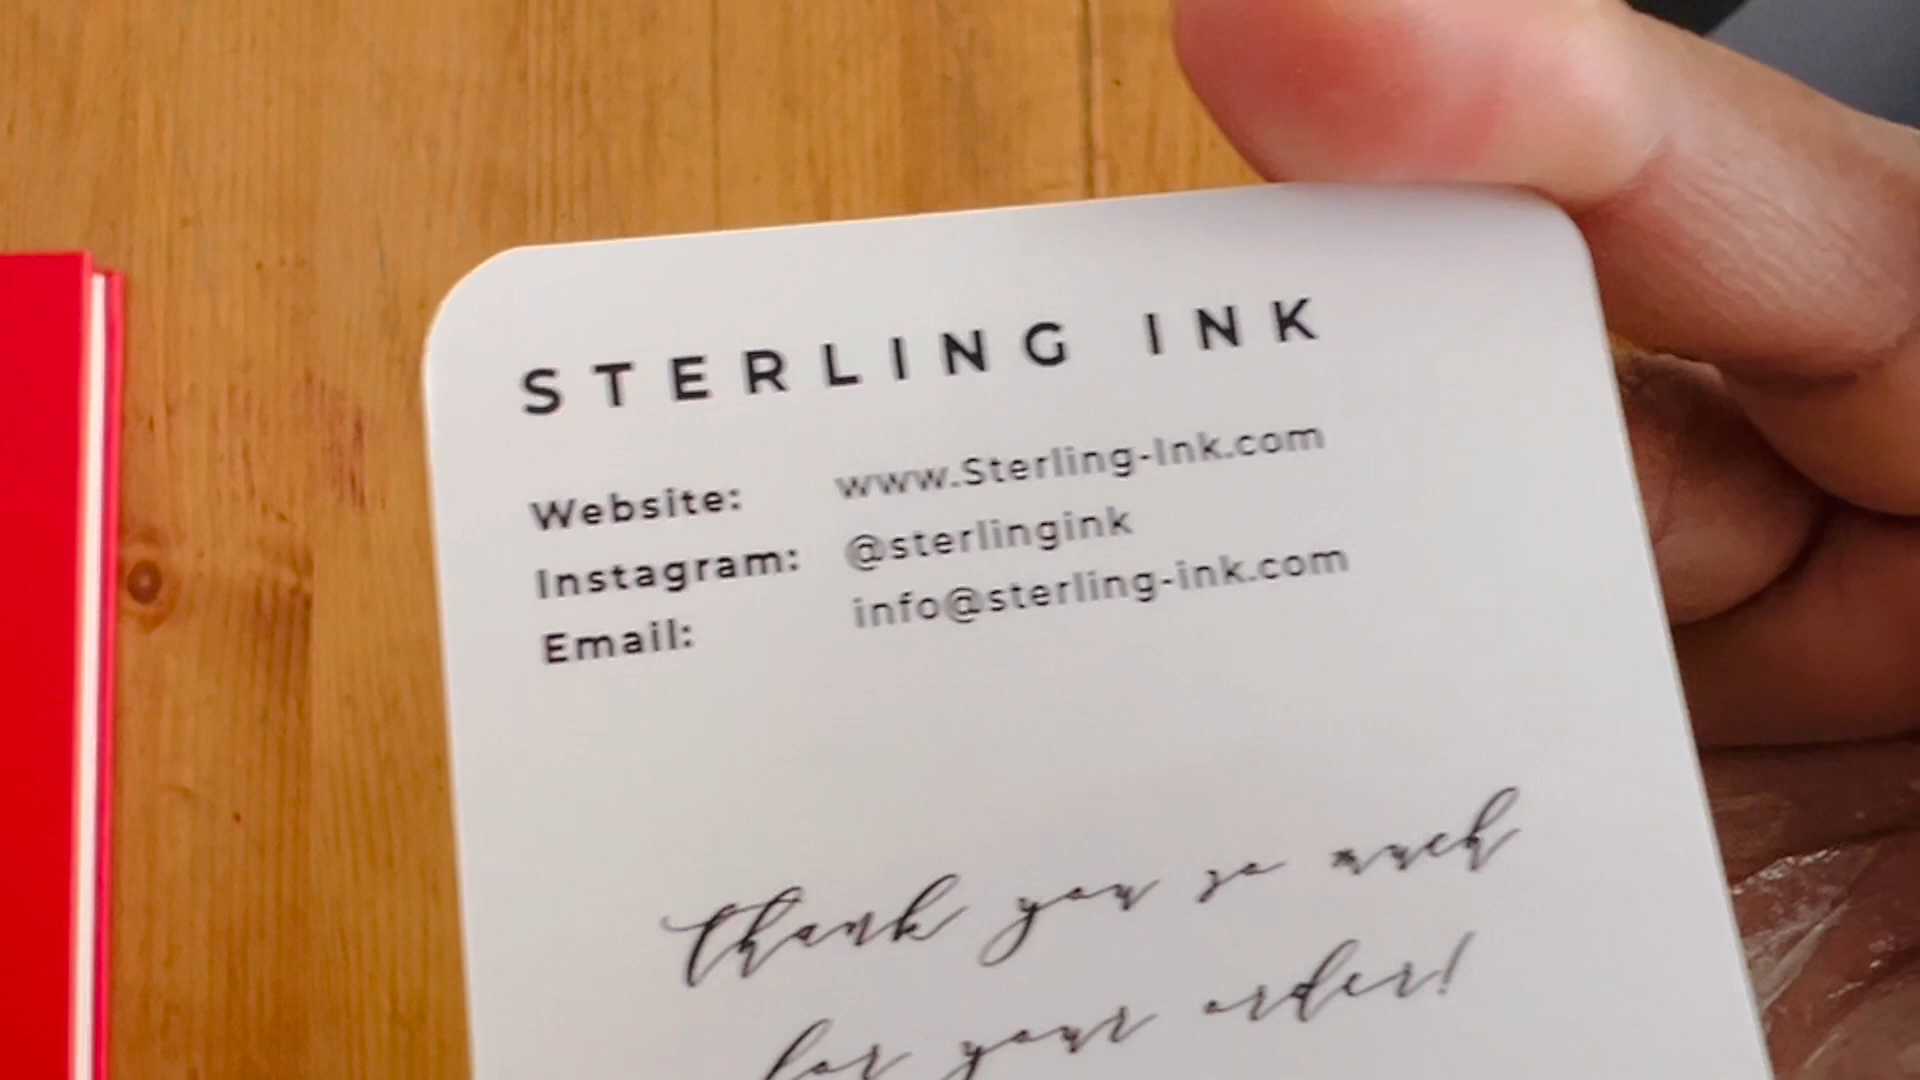 STERLING INK
Website: www.Sterling-Ink.com
Instagram: @sterlingink
Email: info@sterling-ink.com
Thank you so much
for your order!